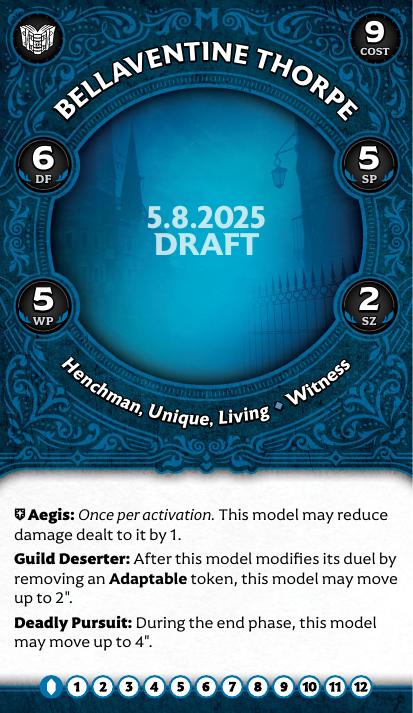 9
COST
BELLAVENTINE THORPE
6
DF
5
SP
5.8.2025
DRAFT
5
WP
2
SZ
Henchman, Unique, Living ♦ Witness
Aegis: Once per activation. This model may reduce
damage dealt to it by 1.
Guild Deserter: After this model modifies its duel by
removing an Adaptable token, this model may move
up to 2".
Deadly Pursuit: During the end phase, this model
may move up to 4".
1 2 3 4 5 6 7 8 9 10 11 12